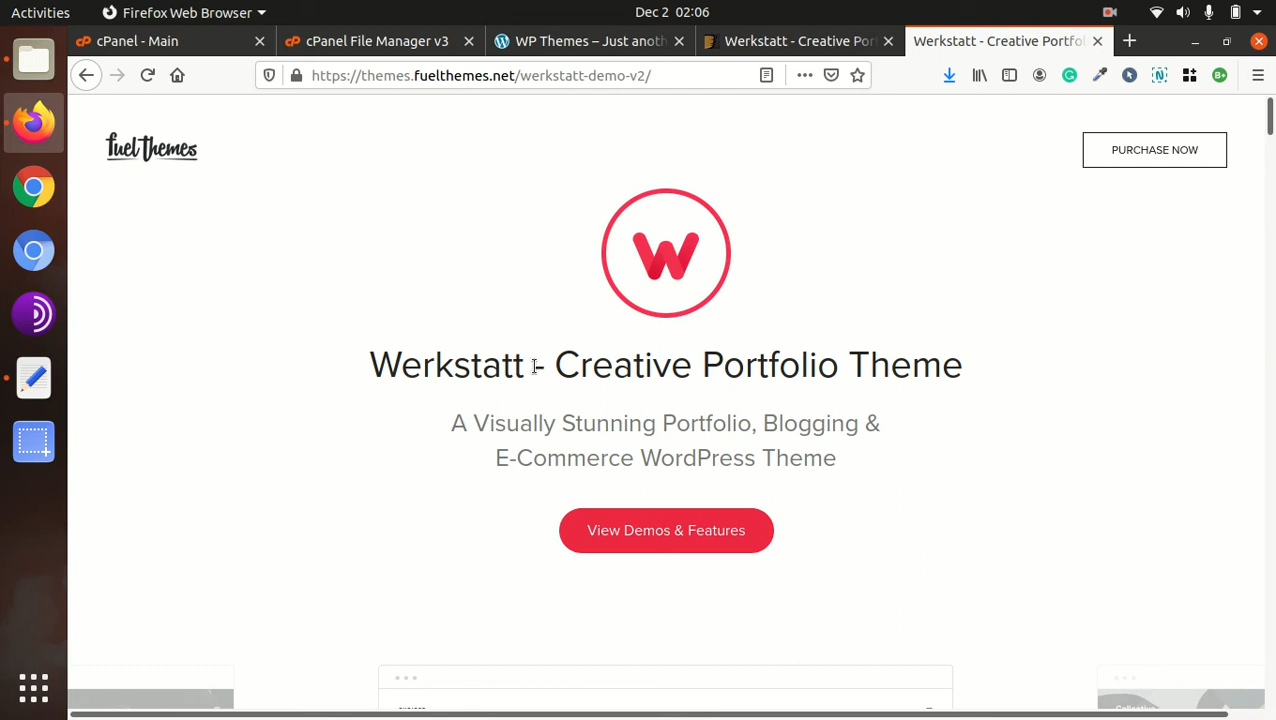 Activities
Firefox Web Browser
Dec 2 02:06
cPanel - Main
cPanel File Manager v3
WP Themes – Just anoth
Werkstatt - Creative Por
Werkstatt - Creative Portfol
https://themes.fuelthemes.net/werkstatt-demo-v2/
fuel themes
PURCHASE NOW
W
Werkstatt - Creative Portfolio Theme
A Visually Stunning Portfolio, Blogging &
E-Commerce WordPress Theme
View Demos & Features